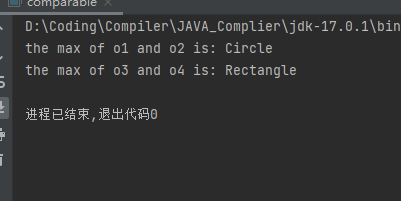 comparable
D:\Coding\Compiler\JAVA_Complier\jdk-17.0.1\bin
the max of o1 and o2 is: Circle
the max of o3 and o4 is: Rectangle
进程已结束,退出代码0